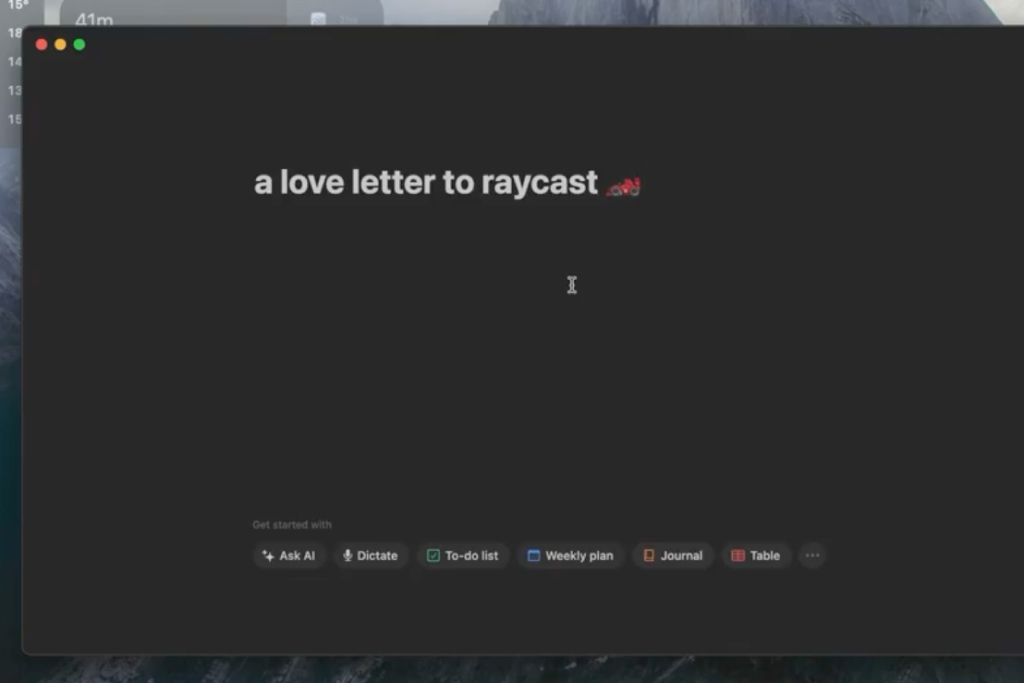 15°
41m
18
14
13
15
a love letter to raycast 🏎️
Get started with
Ask AI
Dictate
To-do list
Weekly plan
Journal
Table